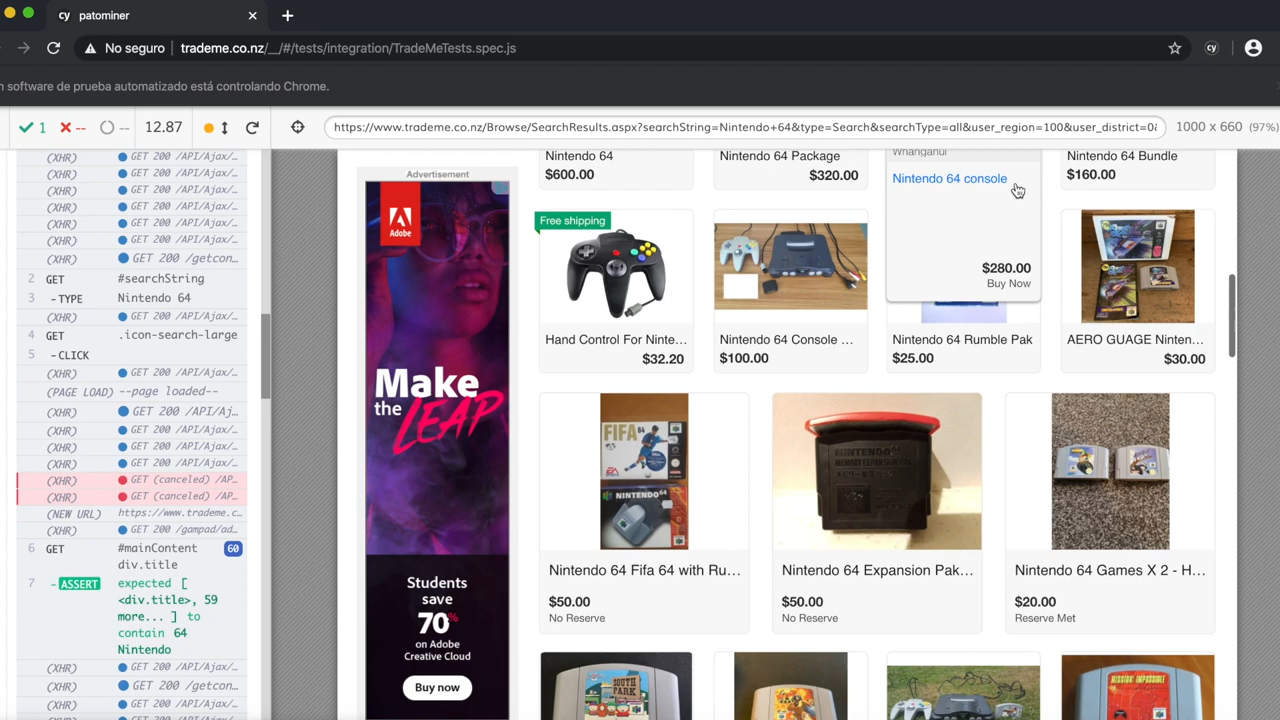 cy patominer × +
No seguro trademe.co.nz/__/#/tests/integration/TradeMeTests.spec.js cy
n software de prueba automatizado está controlando Chrome.
1 -- -- 12.87
https://www.trademe.co.nz/Browse/SearchResults.aspx?searchString=Nintendo+64&type=Search&searchType=all&user_region=100&user_district=0&
1000 x 660 (97%)
(XHR) GET 200 /API/Ajax/…
(XHR) GET 200 /API/Ajax/…
(XHR) GET 200 /API/Ajax/…
(XHR) GET 200 /API/Ajax/…
(XHR) GET 200 /API/Ajax/…
(XHR) GET 200 /API/Ajax/…
(XHR) GET 200 /getcon…
2 GET #searchString
3 -TYPE Nintendo 64
(XHR) GET 200 /API/Ajax/…
4 GET .icon-search-large
5 -CLICK
(XHR) GET 200 /API/Ajax/…
(PAGE LOAD) --page loaded--
(XHR) GET 200 /API/Aj…
(XHR) GET 200 /API/Ajax/…
(XHR) GET 200 /API/Ajax/…
(XHR) GET 200 /API/Ajax/…
(XHR) GET (canceled) /AP…
(XHR) GET (canceled) /AP…
(NEW URL) https://www.trademe.c…
(XHR) GET 200 /gampad/ad…
6 GET #mainContent 60
div.title
7 -ASSERT expected [
<div.title>, 59
more... ] to
contain 64
Nintendo
(XHR) GET 200 /API/Ajax/…
(XHR) GET 200 /getcon…
(XHR) GET 200 /API/Ajax/…
Advertisement
Adobe
Make
the LEAP
Students
save
70%
on Adobe
Creative Cloud
Buy now
Nintendo 64
$600.00
Nintendo 64 Package
$320.00
Whanganui
Nintendo 64 console
$280.00
Buy Now
Nintendo 64 Bundle
$160.00
Free shipping
Hand Control For Ninte…
$32.20
Nintendo 64 Console …
$100.00
Nintendo 64 Rumble Pak
$25.00
AERO GUAGE Ninten…
$30.00
FIFA
64
NINTENDO64
Nintendo 64 Fifa 64 with Ru…
$50.00
No Reserve
NINTENDO64
MEMORY EXPANSION PAK
Nintendo 64 Expansion Pak…
$50.00
No Reserve
Nintendo 64 Games X 2 - H…
$20.00
Reserve Met
SOUTH
PARK
MISSION: IMPOSSIBLE